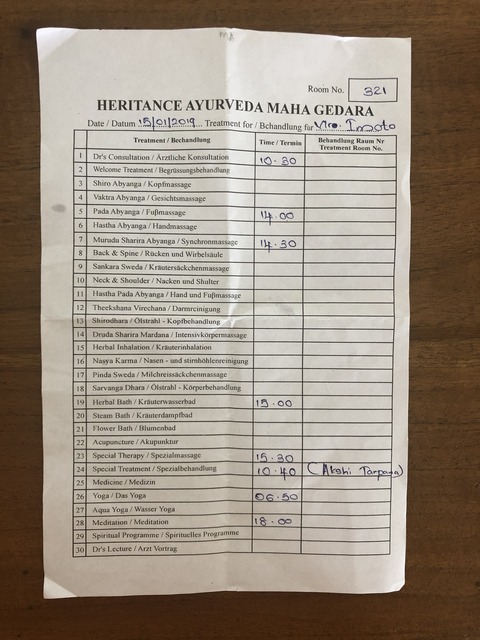 Room No. 321
HERITANCE AYURVEDA MAHA GEDARA
Date / Datum 15/01/2019 Treatment for / Bchandlung für Mrs. Imoto
Treatment / Bechandlung Time / Termin Behandlung Raum Nr Treatment Room No.
1 Dr's Consultation / Ärztliche Konsultation 10.30
2 Welcome Treatment / Begrüssungsbehandlung
3 Shiro Abyanga / Kopfmassage
4 Vaktra Abyanga / Gesichtsmassage
5 Pada Abyanga / Fußmassage 14.00
6 Hastha Abyanga / Handmassage
7 Muruda Sharira Abyanga / Synchronmassage 14.30
8 Back & Spine / Rücken und Wirbelsäule
9 Sankara Sweda / Kräutersäckchenmassage
10 Neck & Shoulder / Nacken und Shulter
11 Hastha Pada Abyanga / Hand und Fußmassage
12 Theekshana Virechana / Darmreinigung
13 Shirodhara / Ölstrahl - Kopfbehandlung
14 Druda Sharira Mardana / Intensivkörpermassage
15 Herbal Inhalation / Kräuterinhalation
16 Nasya Karma / Nasen - und stirnhöhlenreinigung
17 Pinda Sweda / Milchreissäckchenmassage
18 Sarvanga Dhara / Ölstrahl - Körperbehandlung
19 Herbal Bath / Kräuterwasserbad 15.00
20 Steam Bath / Kräuterdampfbad
21 Flower Bath / Blumenbad
22 Acupuncture / Akupunktur
23 Special Therapy / Spezialmassage 15.30
24 Special Treatment / Spezialbehandlung 10.40 (Akshi Tarpana)
25 Medicine / Medizin
26 Yoga / Das Yoga 06.50
27 Aqua Yoga / Wasser Yoga
28 Meditation / Meditation 18.00
29 Spiritual Programme / Spirituelles Programme
30 Dr's Lecture / Arzt Vortrag